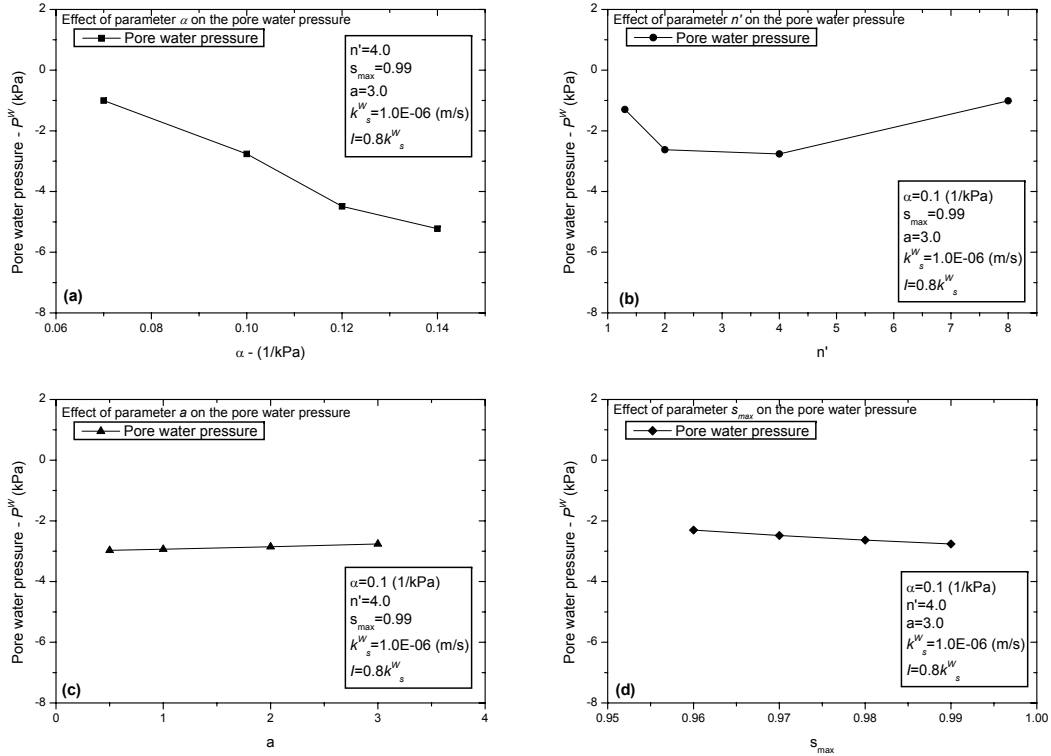 Effect of parameter α on the pore water pressure
Pore water pressure
n'=4.0
s_max=0.99
a=3.0
k^W_s=1.0E-06 (m/s)
I=0.8k^W_s
Pore water pressure - P^W (kPa)
2
0
-2
-4
-6
-8
(a)
0.06 0.08 0.10 0.12 0.14
α - (1/kPa)
Effect of parameter n' on the pore water pressure
Pore water pressure
α=0.1 (1/kPa)
s_max=0.99
a=3.0
k^W_s=1.0E-06 (m/s)
I=0.8k^W_s
Pore water pressure - P^W (kPa)
2
0
-2
-4
-6
-8
(b)
1 2 3 4 5 6 7 8
n'
Effect of parameter a on the pore water pressure
Pore water pressure
α=0.1 (1/kPa)
n'=4.0
s_max=0.99
k^W_s=1.0E-06 (m/s)
I=0.8k^W_s
Pore water pressure - P^W (kPa)
2
0
-2
-4
-6
-8
(c)
0 1 2 3 4
a
Effect of parameter s_max on the pore water pressure
Pore water pressure
α=0.1 (1/kPa)
n'=4.0
a=3.0
k^W_s=1.0E-06 (m/s)
I=0.8k^W_s
Pore water pressure - P^W (kPa)
2
0
-2
-4
-6
-8
(d)
0.95 0.96 0.97 0.98 0.99 1.00
s_max